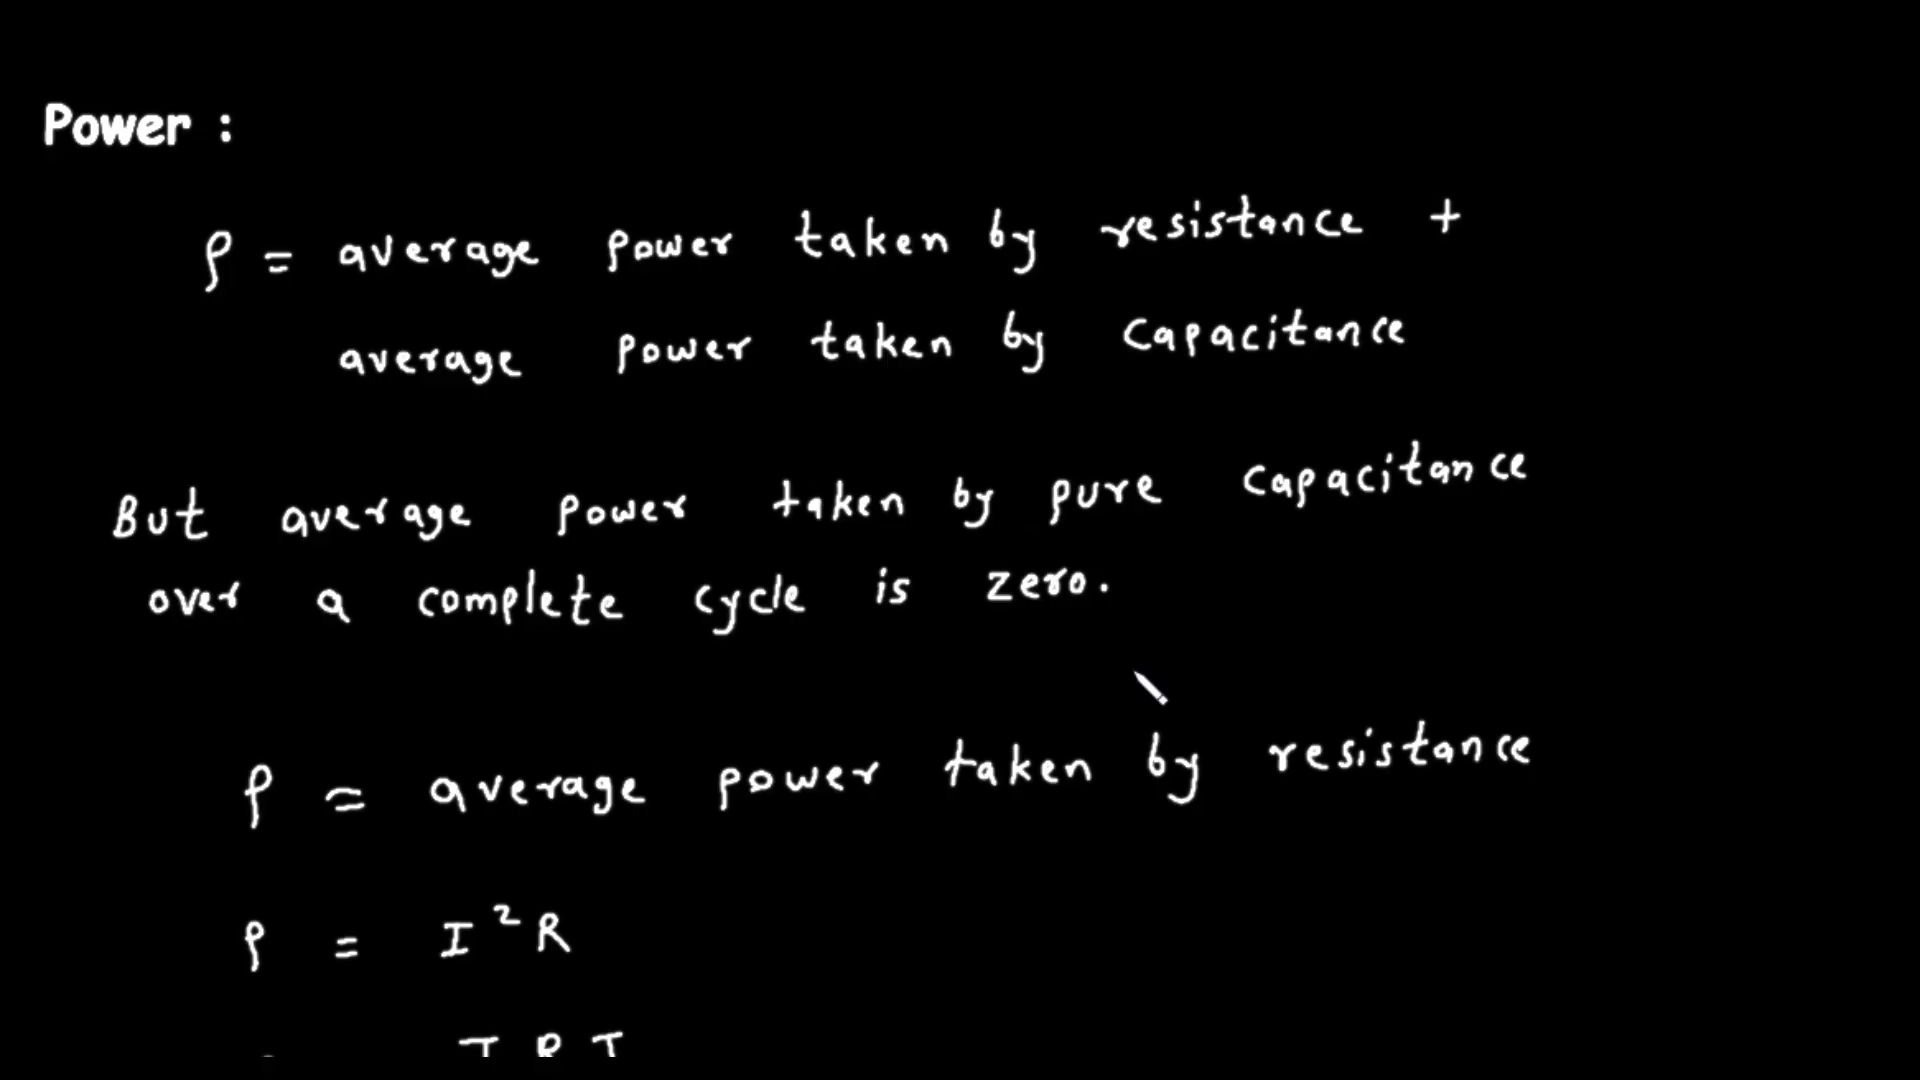 Power :
P = average power taken by resistance +
average power taken by capacitance
But average power taken by pure capacitance
over a complete cycle is zero.
P = average power taken by resistance
P = I²R
I R I